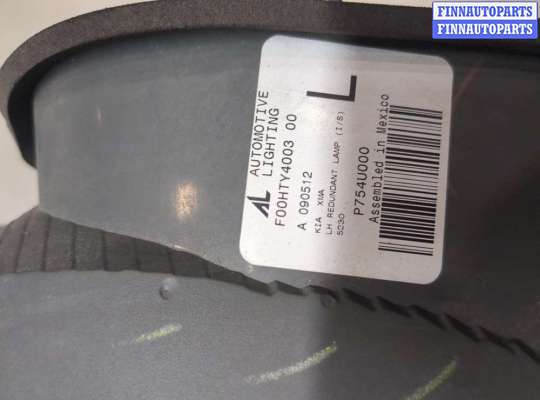 FINNAUTOPARTS
FINNAUTOPARTS
AL AUTOMOTIVE
LIGHTING
L
F00HTY4003 00
A 090512
KIA XMA
LH REDUNDANT LAMP (I/S)
5230
P754U000
Assembled in Mexico